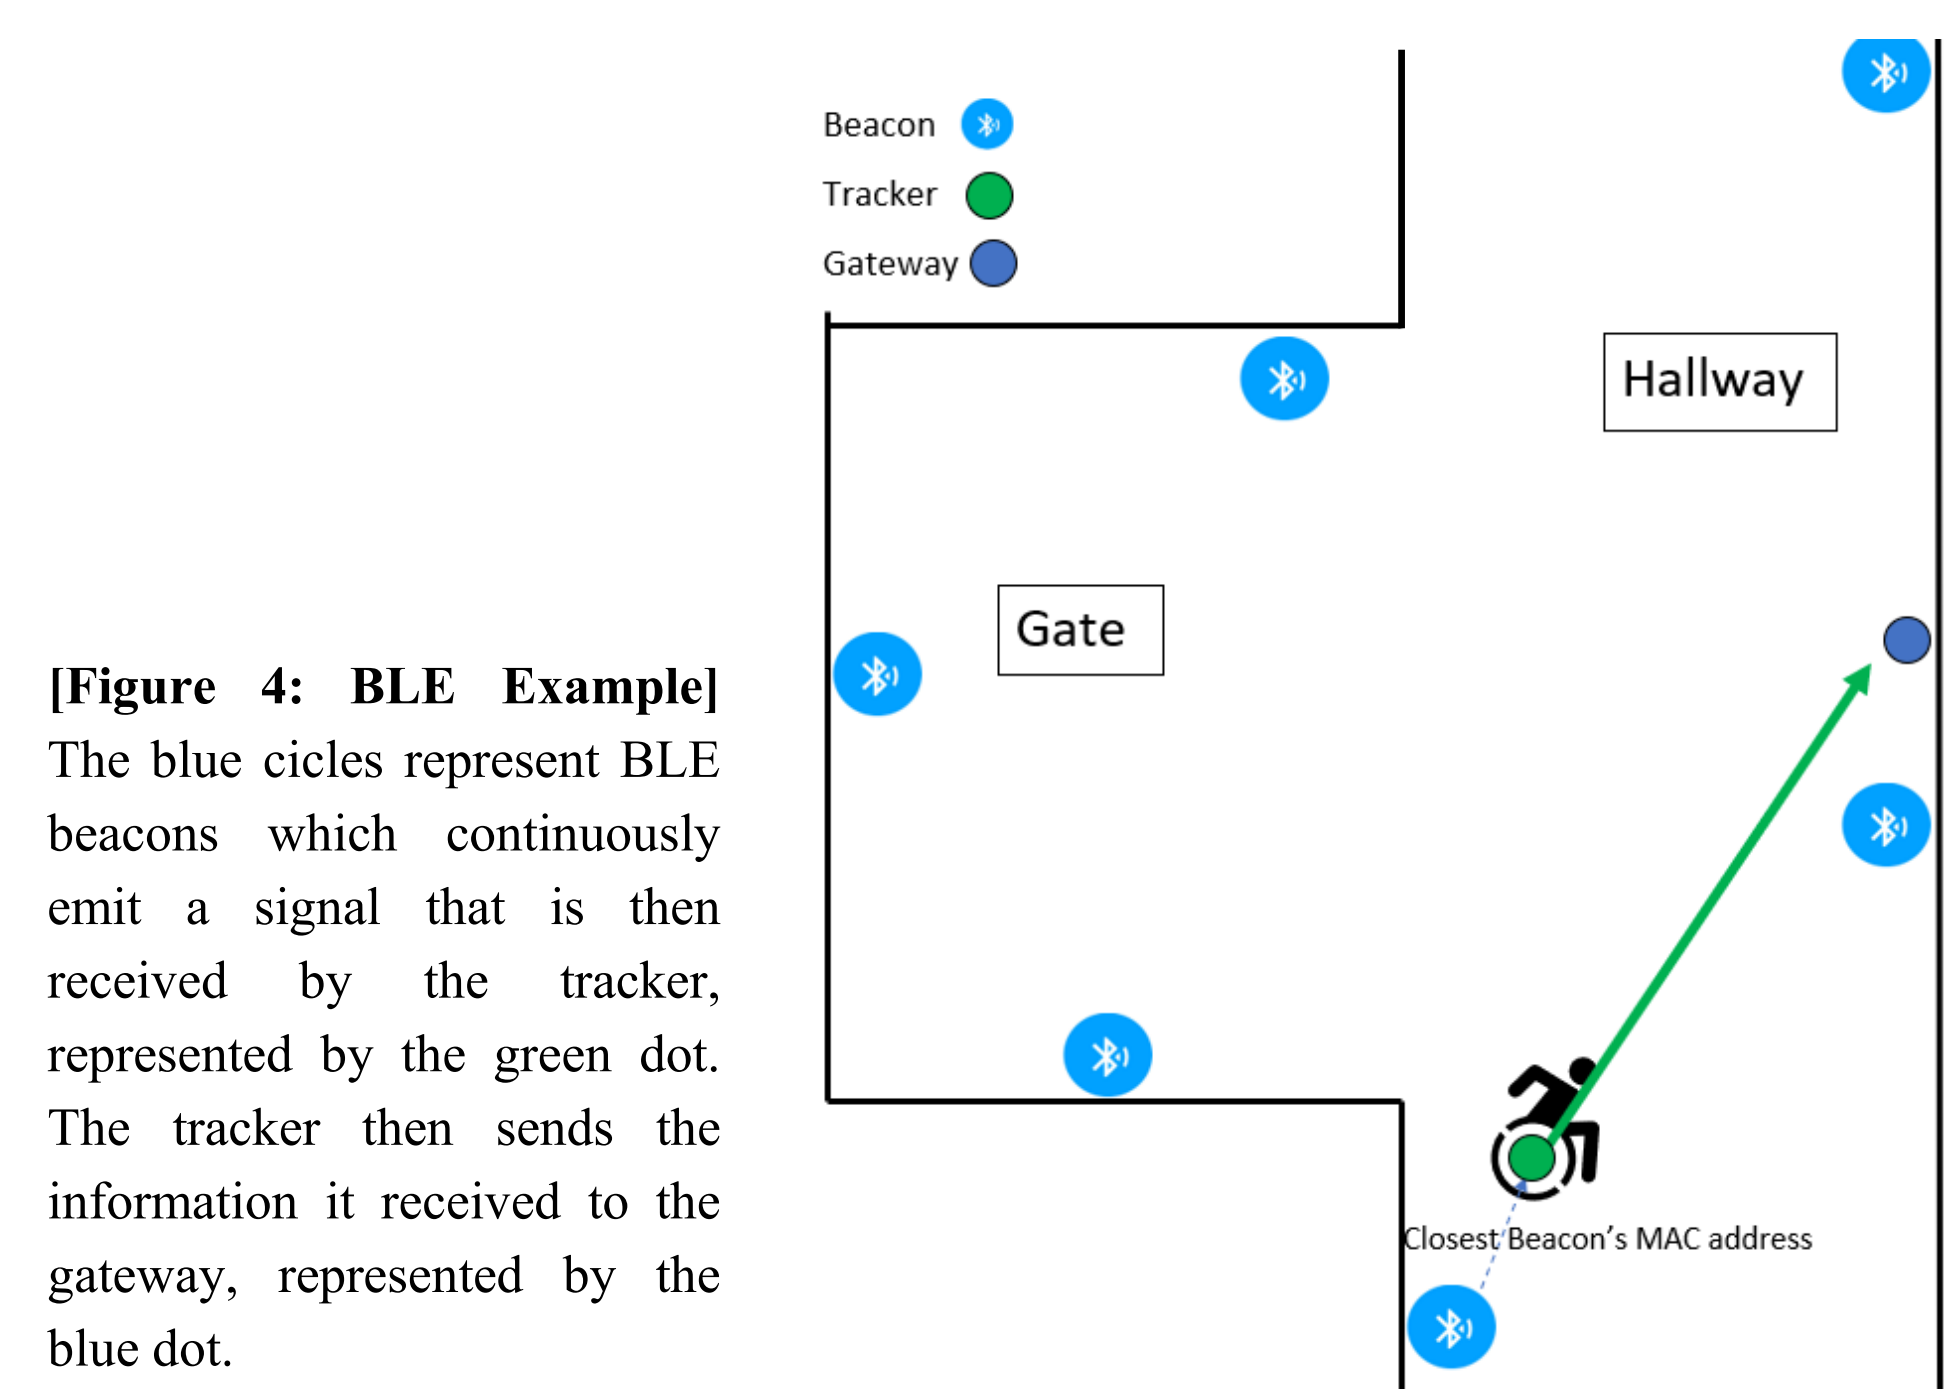 [Figure 4: BLE Example]
The blue cicles represent BLE
beacons which continuously
emit a signal that is then
received by the tracker,
represented by the green dot.
The tracker then sends the
information it received to the
gateway, represented by the
blue dot.
Beacon
Tracker
Gateway
Hallway
Gate
Closest Beacon’s MAC address